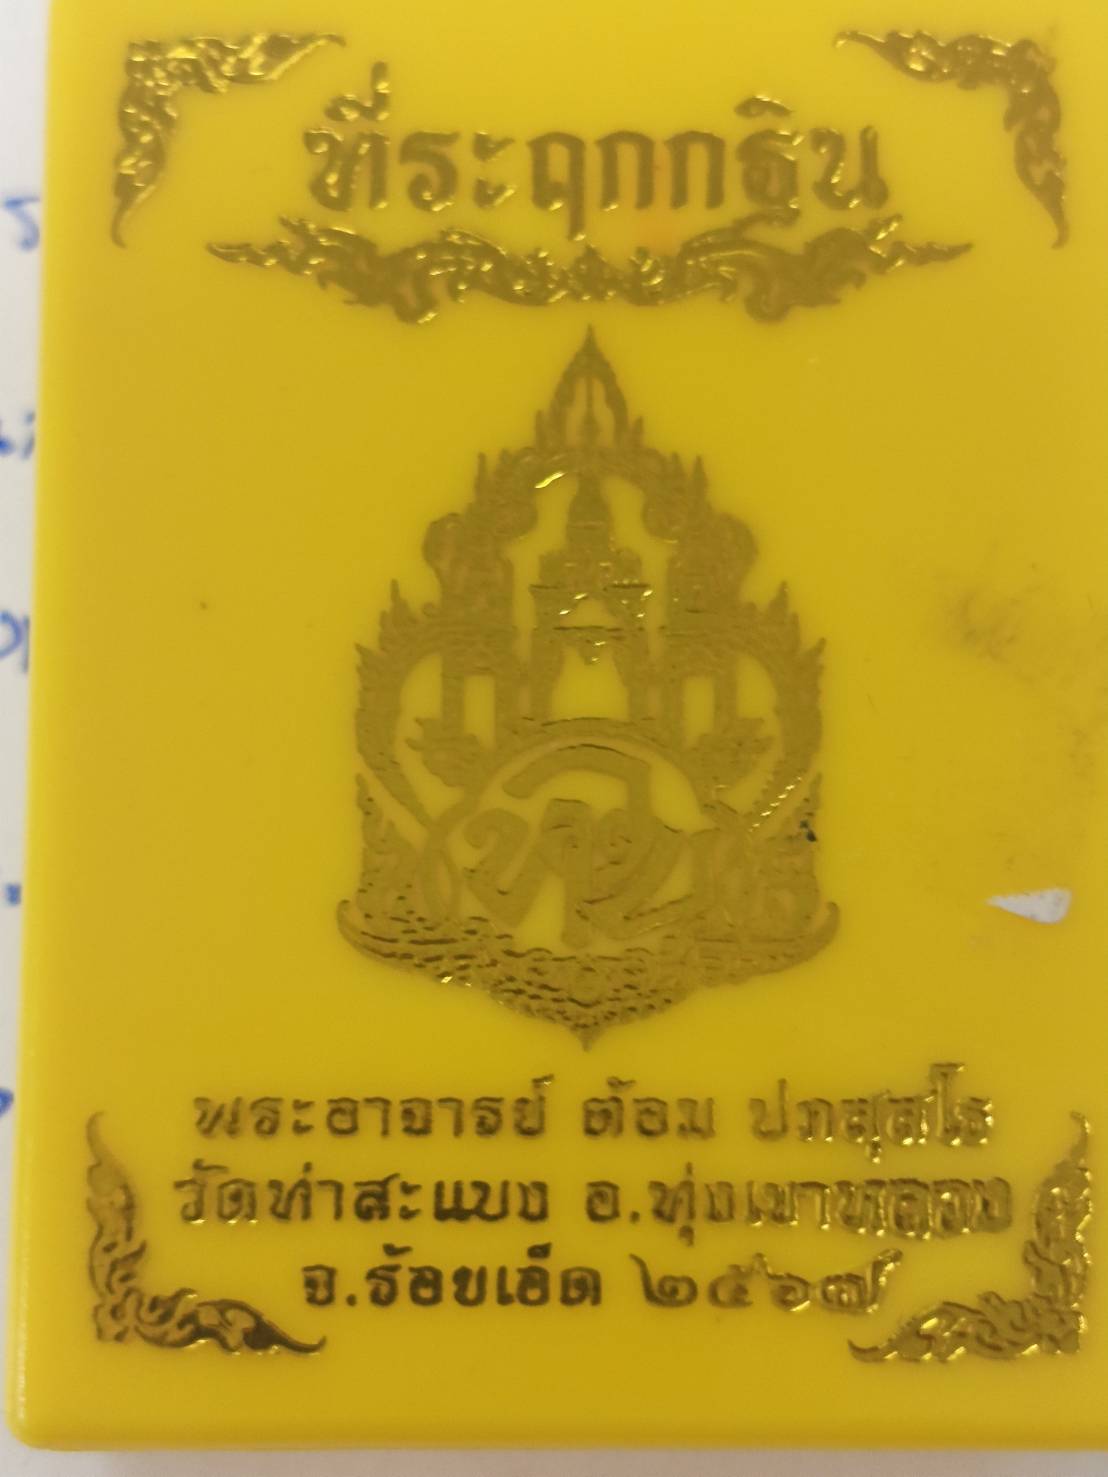 ที่ระฤกกฐิน
พระอาจารย์ ต้อม ปภสฺสโร
วัดท่าสะแบง อ.ทุ่งเขาหลวง
จ.ร้อยเอ็ด ๒๕๖๗